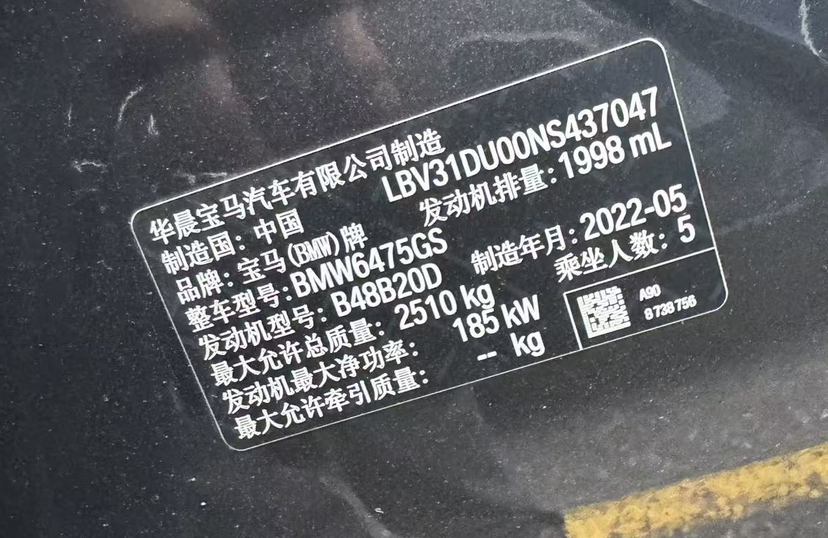 华晨宝马汽车有限公司制造
制造国：中国 LBV31DU00NS437047
品牌：宝马(BMW)牌 发动机排量：1998 mL
整车型号：BMW6475GS
发动机型号：B48B20D 制造年月：2022-05
最大允许总质量：2510 kg 乘坐人数：5
发动机最大净功率：185 kW
最大允许牵引质量：-- kg
A90
8 738 756